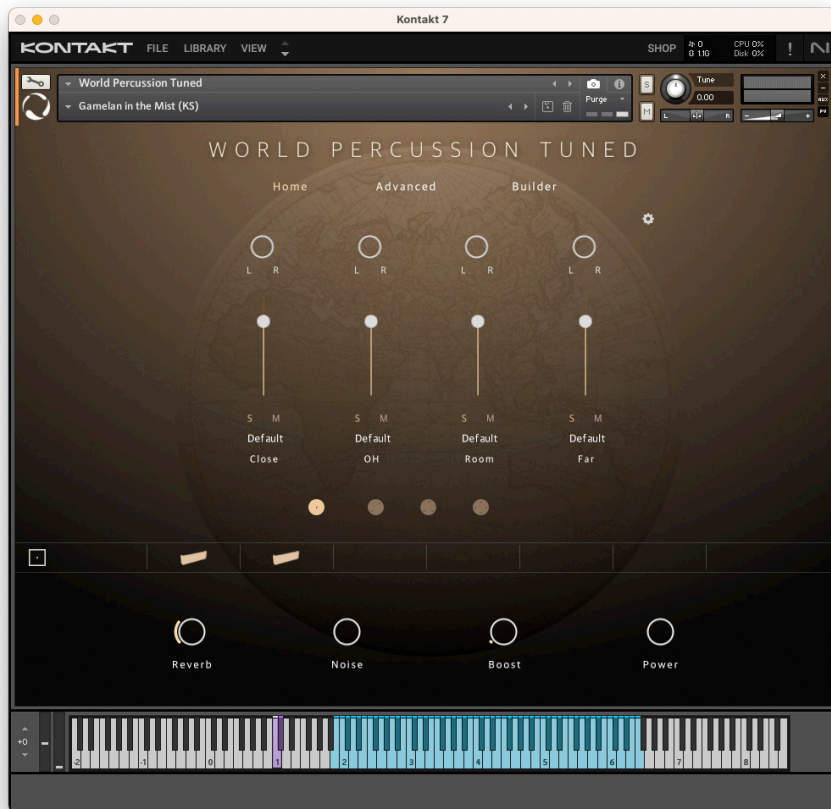 Kontakt 7
KONTAKT FILE LIBRARY VIEW SHOP 0 1.1G CPU 0% Disk 0% !
World Percussion Tuned
Gamelan in the Mist (KS)
Purge
S
M
Tune
0.00
L R
- +
AUX
PV
WORLD PERCUSSION TUNED
Home Advanced Builder
L R L R L R L R
S M S M S M S M
Default Default Default Default
Close OH Room Far
Reverb Noise Boost Power
+0
-2 -1 0 1 2 3 4 5 6 7 8